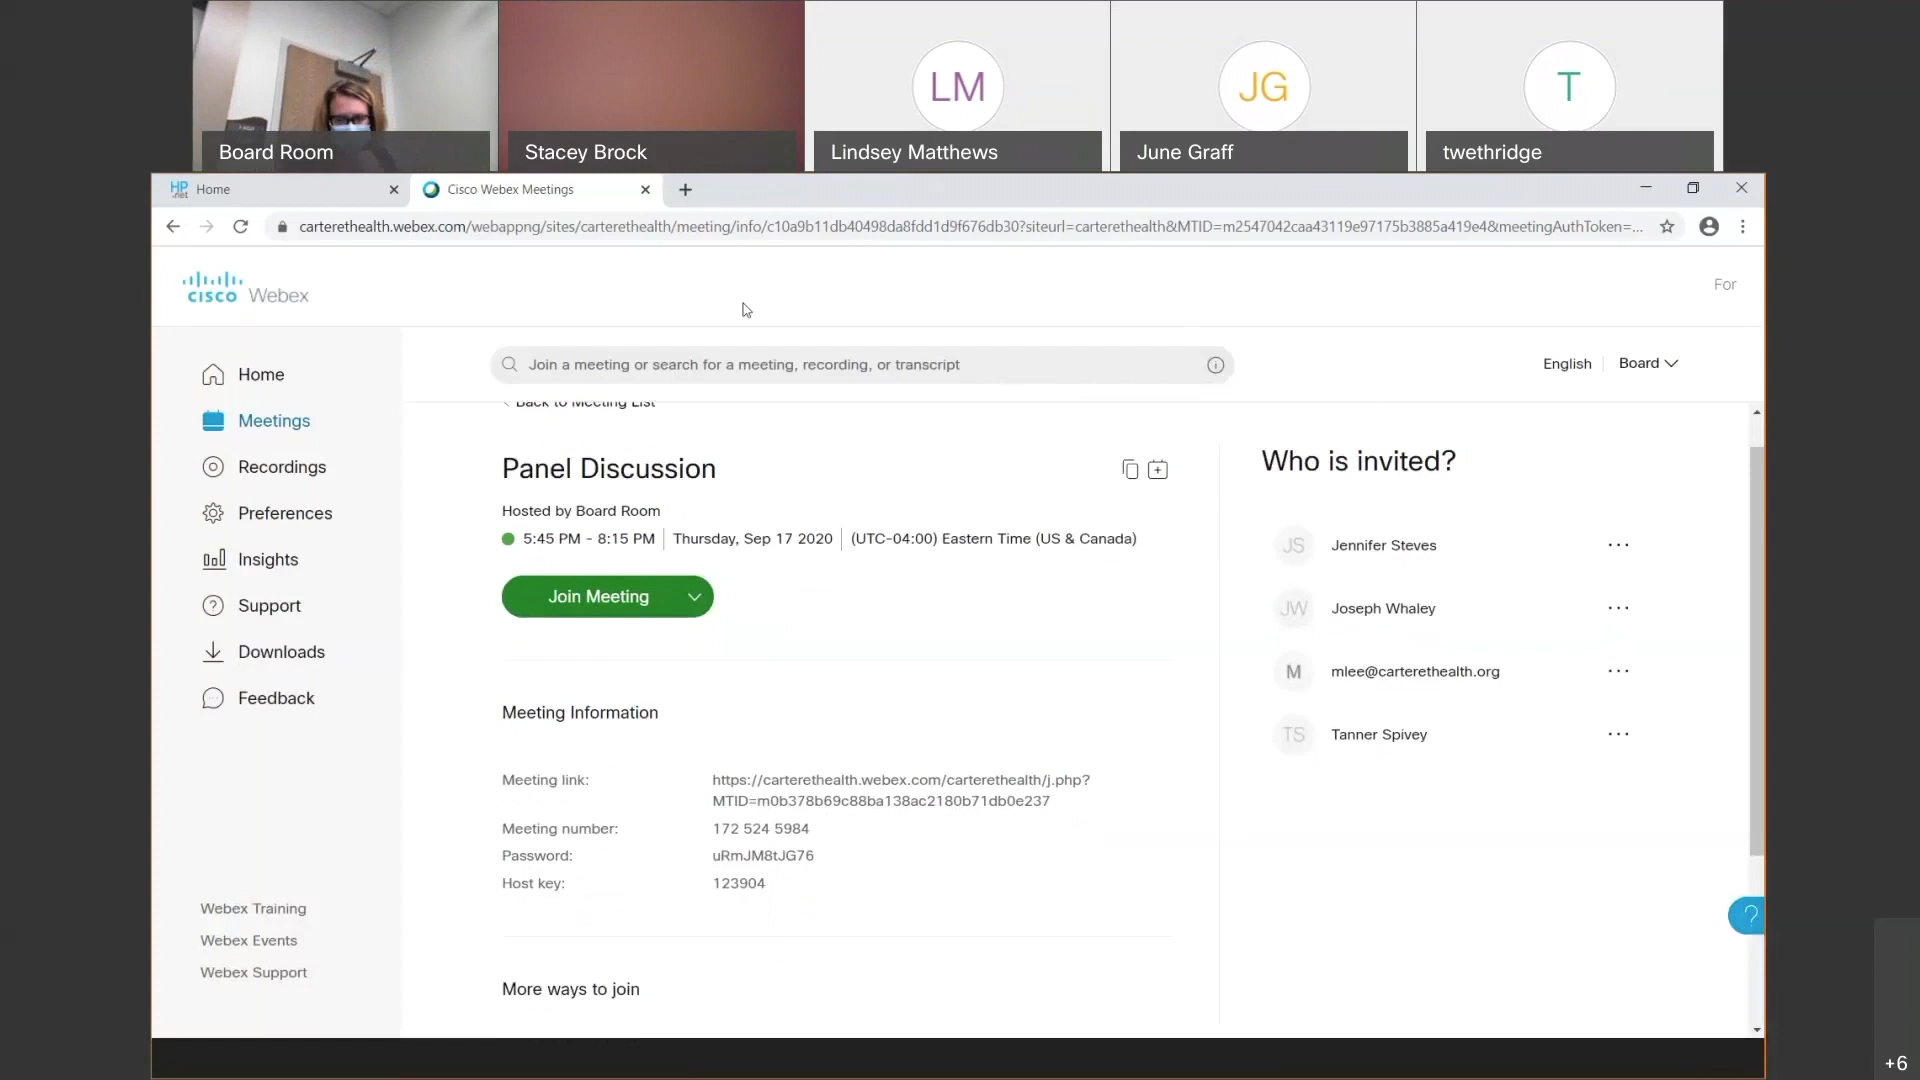 Board Room
Stacey Brock
LM
Lindsey Matthews
JG
June Graff
T
twethridge
HP.net Home
Cisco Webex Meetings
carterethealth.webex.com/webappng/sites/carterethealth/meeting/info/c10a9b11db40498da8fdd1d9f676db30?siteurl=carterethealth&MTID=m2547042caa43119e97175b3885a419e4&meetingAuthToken=...
CISCO Webex
For
Join a meeting or search for a meeting, recording, or transcript
English
Board
Home
Meetings
Recordings
Preferences
Insights
Support
Downloads
Feedback
Webex Training
Webex Events
Webex Support
Back to Meeting List
Panel Discussion
Hosted by Board Room
5:45 PM - 8:15 PM | Thursday, Sep 17 2020 | (UTC-04:00) Eastern Time (US & Canada)
Join Meeting
Meeting Information
Meeting link: https://carterethealth.webex.com/carterethealth/j.php?
MTID=m0b378b69c88ba138ac2180b71db0e237
Meeting number: 172 524 5984
Password: uRmJM8tJG76
Host key: 123904
More ways to join
Who is invited?
JS Jennifer Steves
JW Joseph Whaley
M mlee@carterethealth.org
TS Tanner Spivey
?
+6